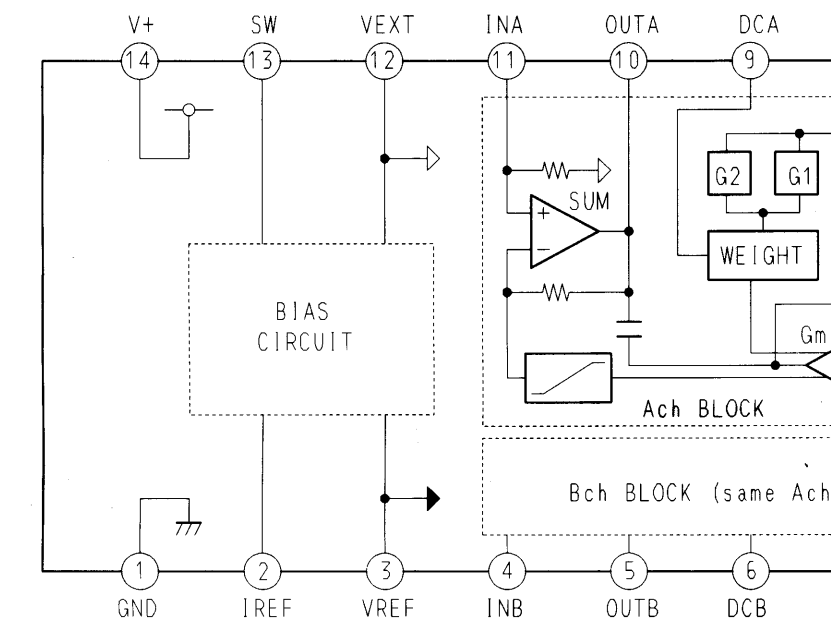 V+ SW VEXT INA OUTA DCA
14 13 12 11 10 9
G2 G1
SUM
+
WEIGHT
−
BIAS
CIRCUIT
Gm
Ach BLOCK
Bch BLOCK (same Ach
1 2 3 4 5 6
GND IREF VREF INB OUTB DCB